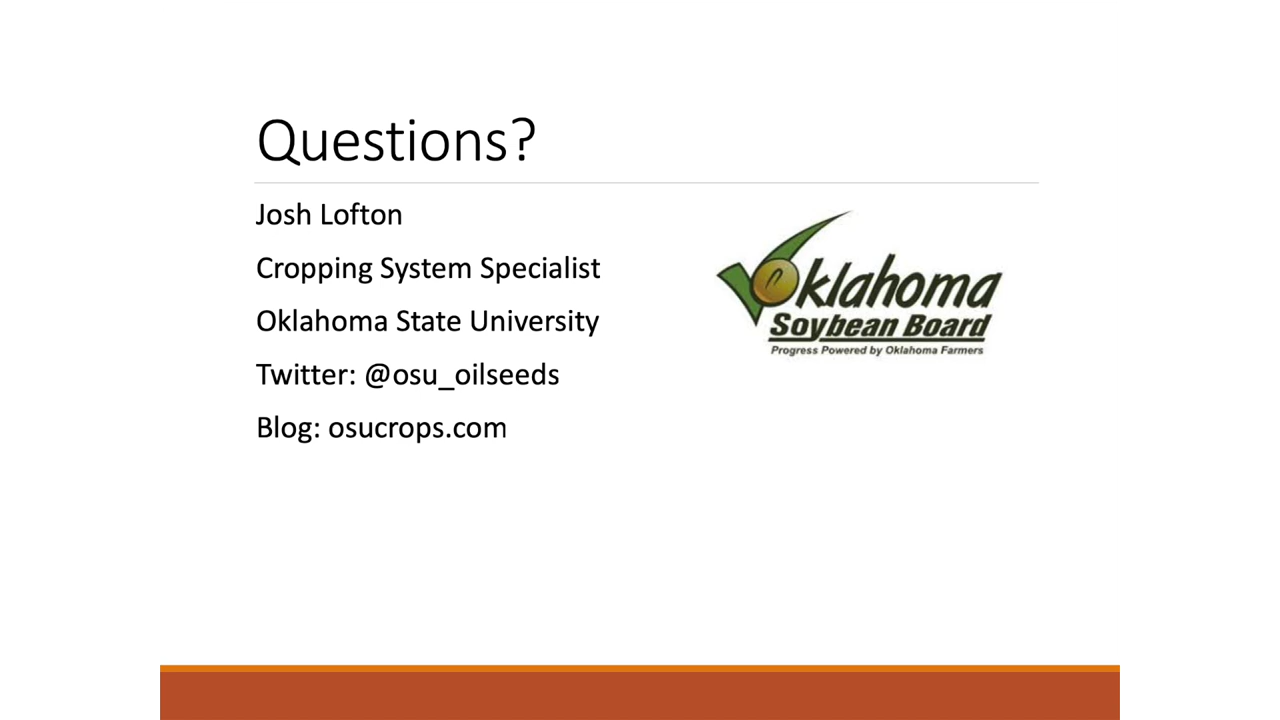 Questions?
Josh Lofton
Cropping System Specialist
Oklahoma State University
Twitter: @osu_oilseeds
Blog: osucrops.com
Oklahoma
Soybean Board
Progress Powered by Oklahoma Farmers